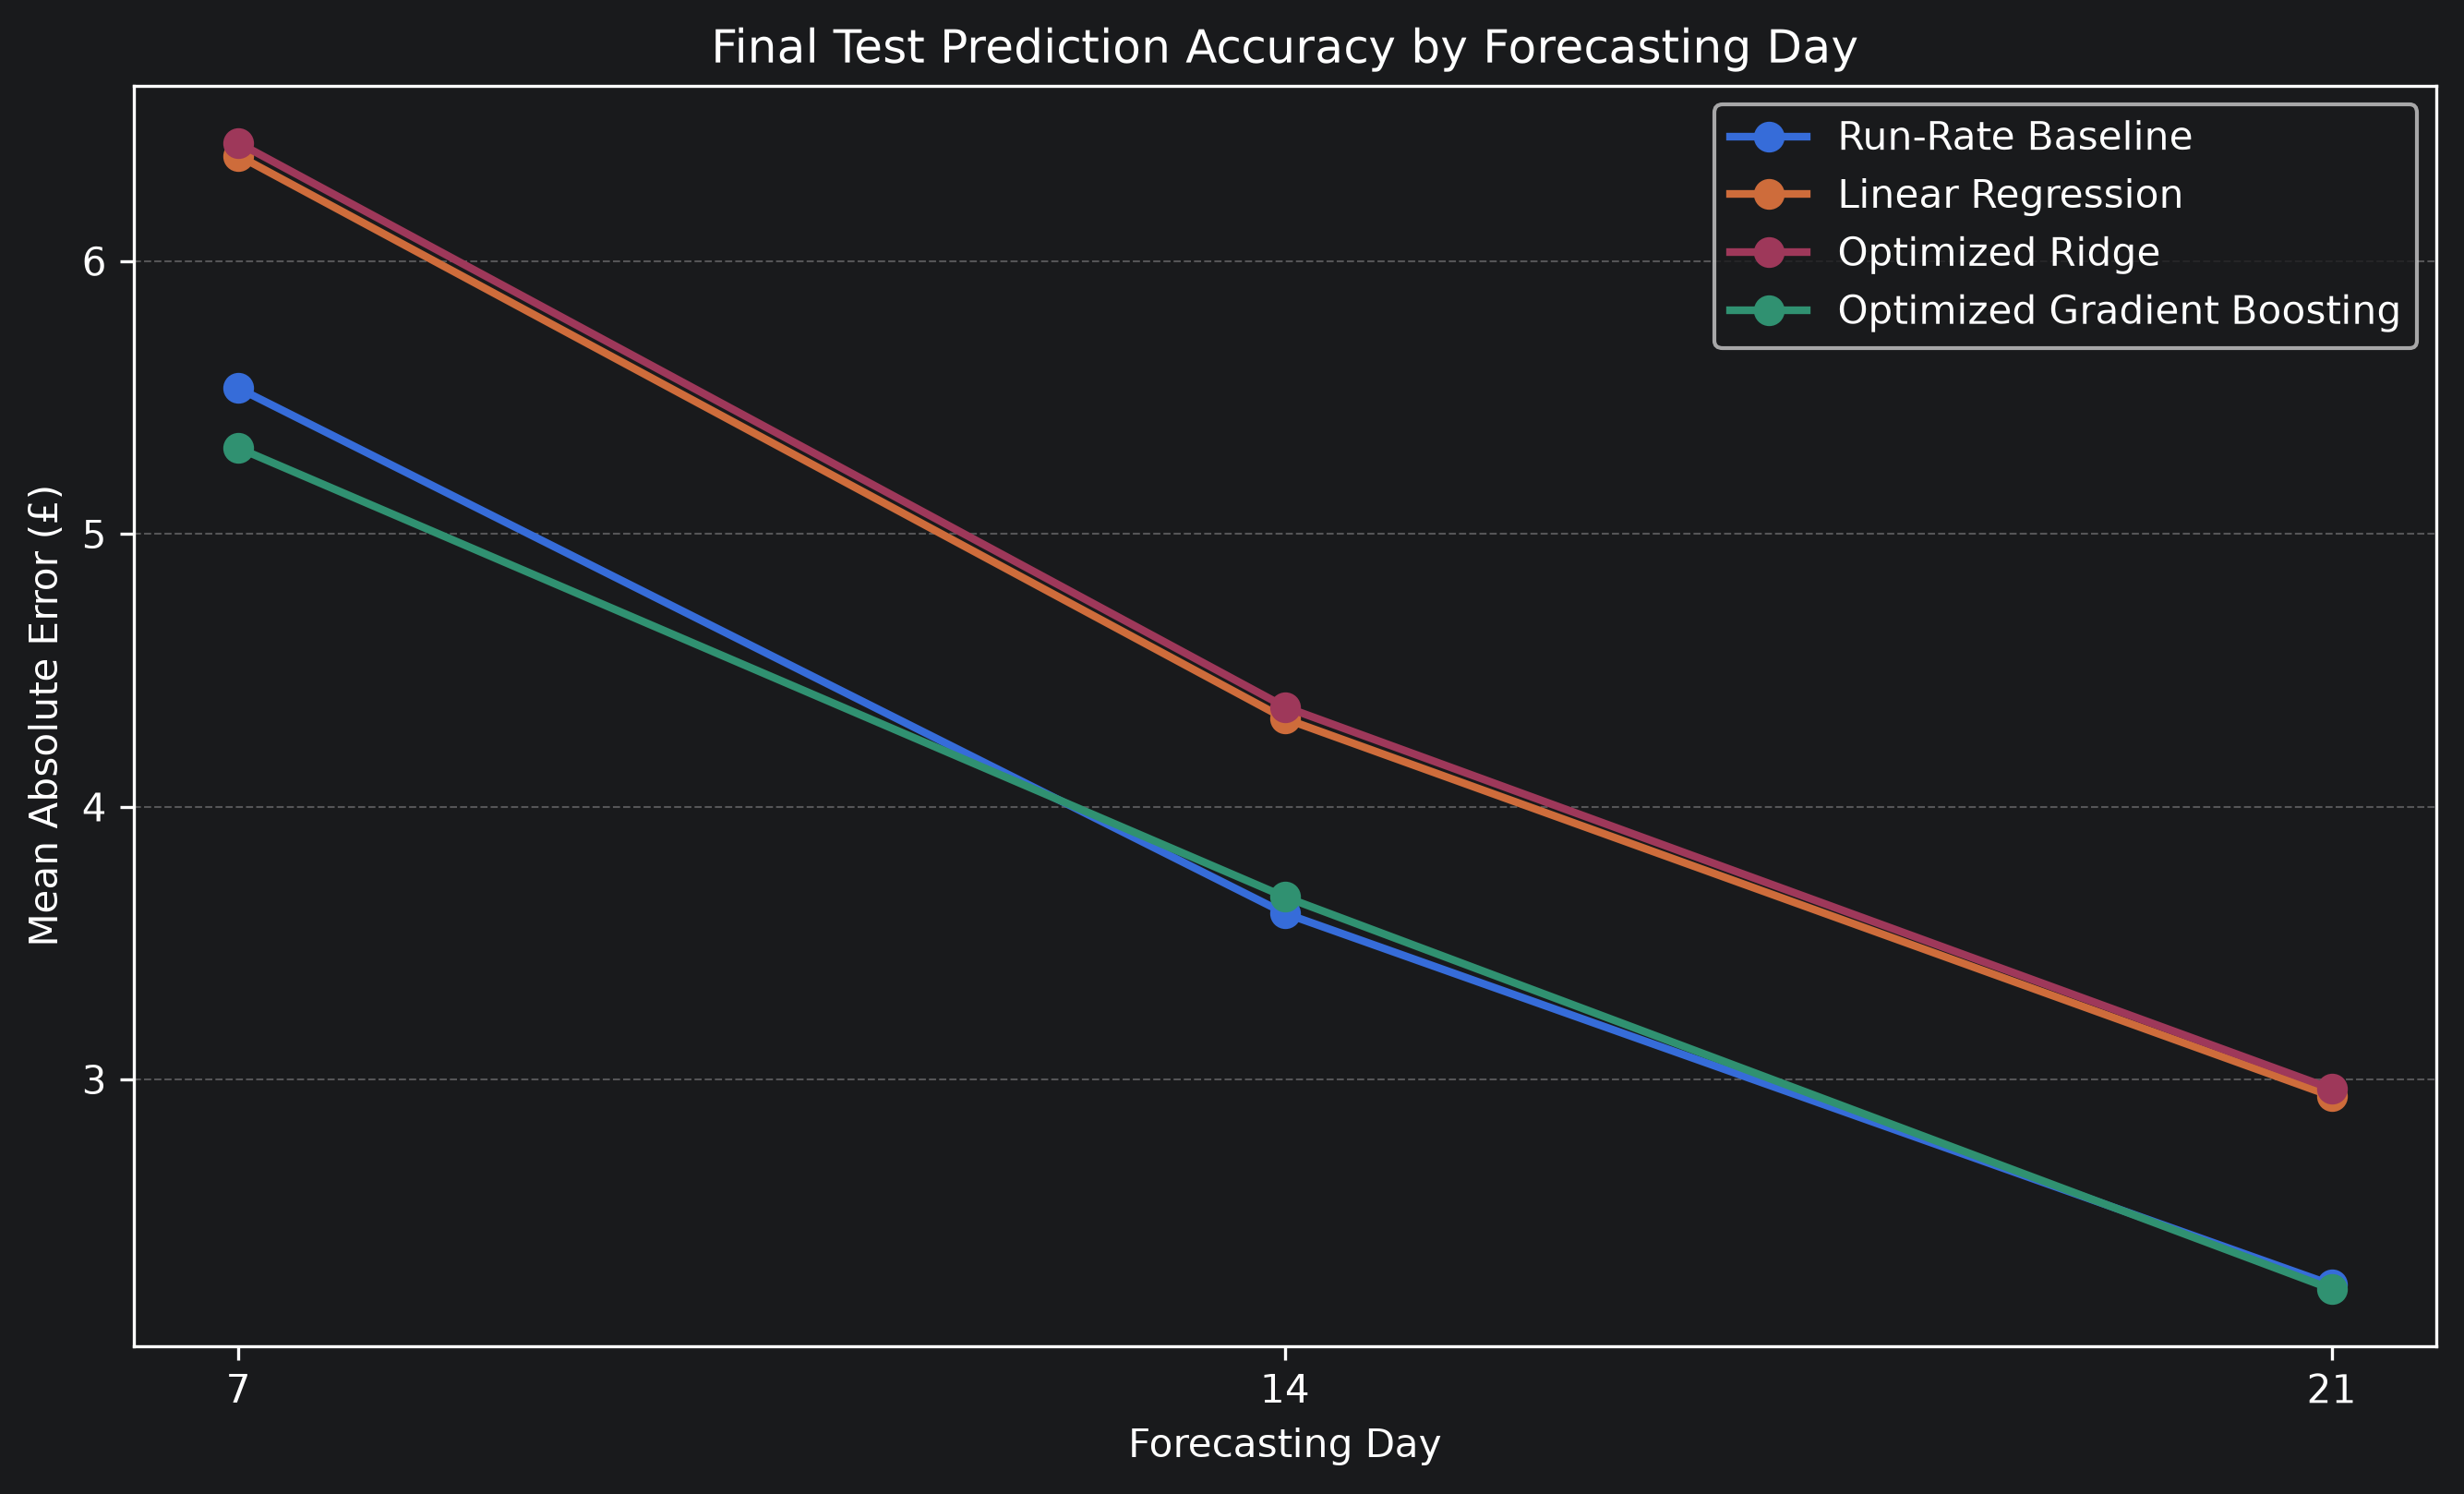 Final Test Prediction Accuracy by Forecasting Day
Run-Rate Baseline
Linear Regression
Optimized Ridge
Optimized Gradient Boosting
Mean Absolute Error (£)
6
5
4
3
7 14 21
Forecasting Day